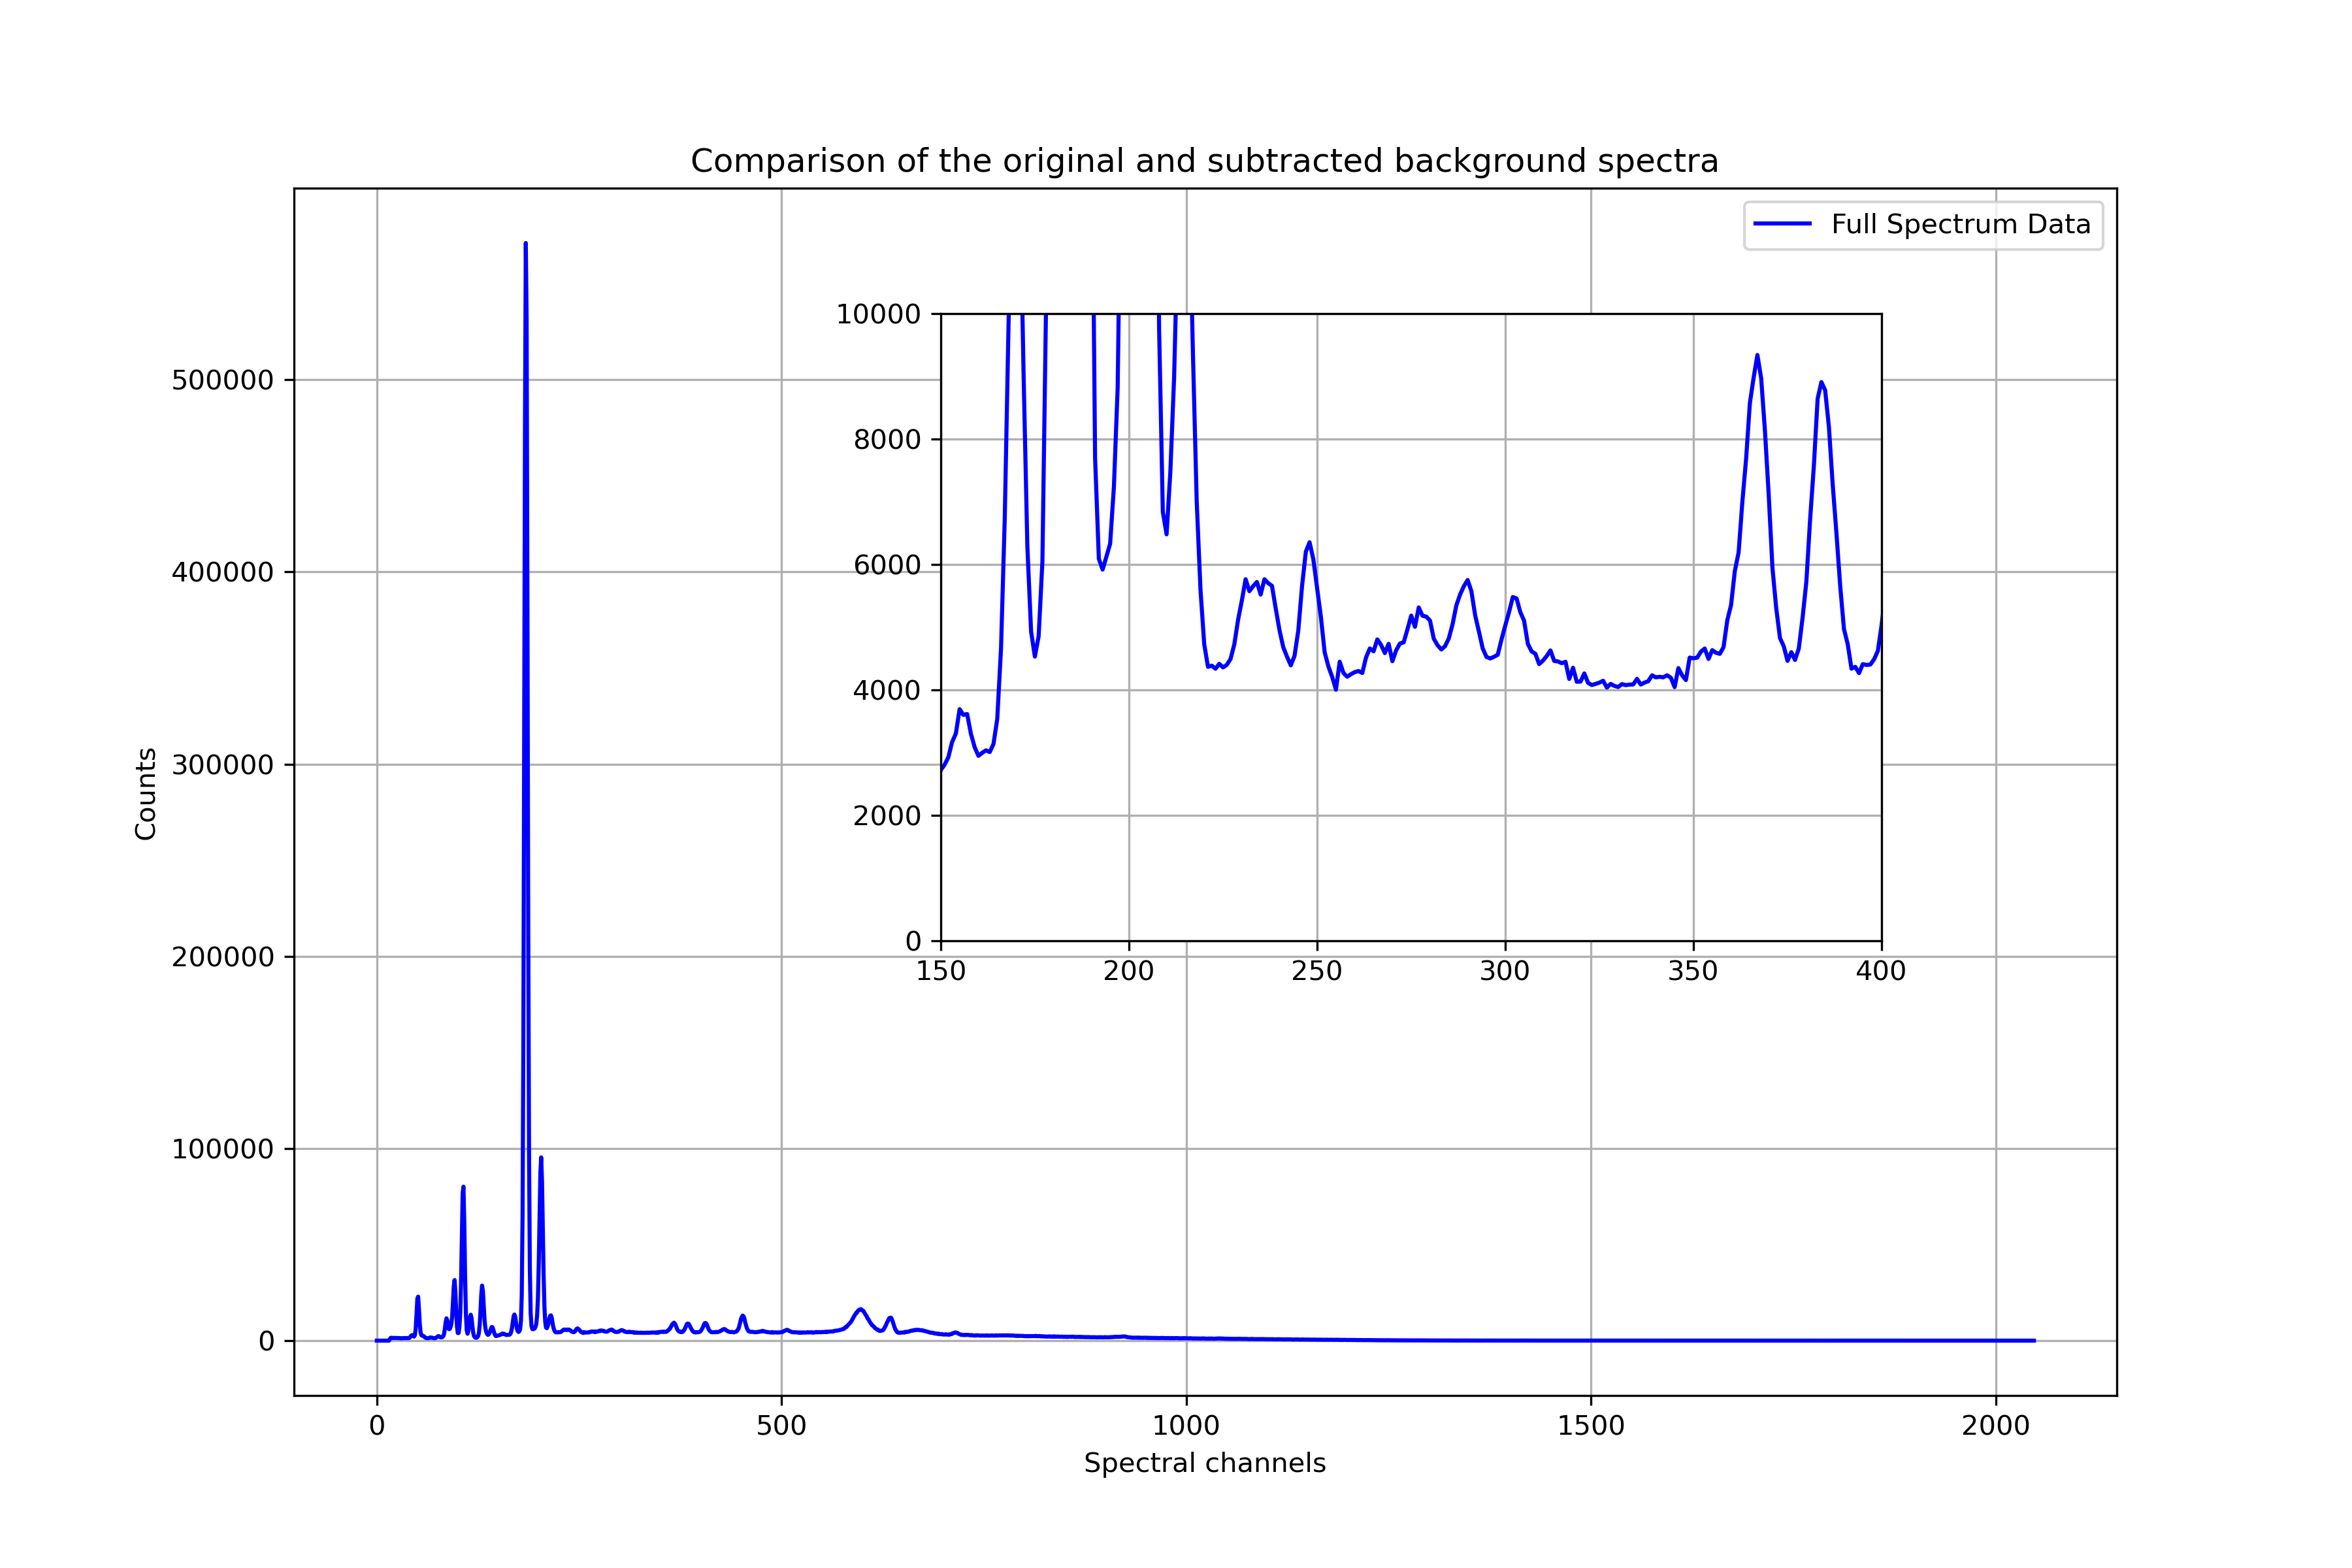 Comparison of the original and subtracted background spectra
Full Spectrum Data
Counts
500000
400000
300000
200000
100000
0
10000
8000
6000
4000
2000
0
150 200 250 300 350 400
0 500 1000 1500 2000
Spectral channels